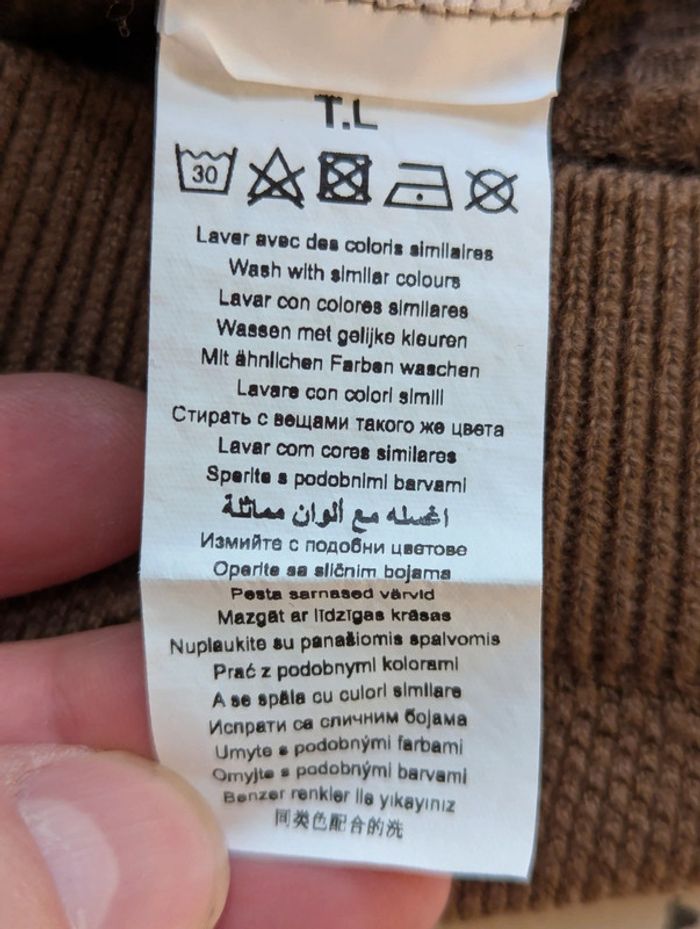 T.L
30
Laver avec des coloris similaires
Wash with similar colours
Lavar con colores similares
Wassen met gelijke kleuren
Mit ähnlichen Farben waschen
Lavare con colori simili
Стирать с вещами такого же цвета
Lavar com cores similares
Sperite s podobnimi barvami
اغسله مع ألوان مماثلة
Измийте с подобни цветове
Operite sa sličnim bojama
Pesta sarnased värvid
Mazgāt ar līdzīgas krāsas
Nuplaukite su panašiomis spalvomis
Prać z podobnymi kolorami
A se spăla cu culori similare
Испрати са сличним бојама
Umyte s podobnými farbami
Omyjte s podobnými barvami
Benzer renkler ile yıkayınız
同类色配合的洗